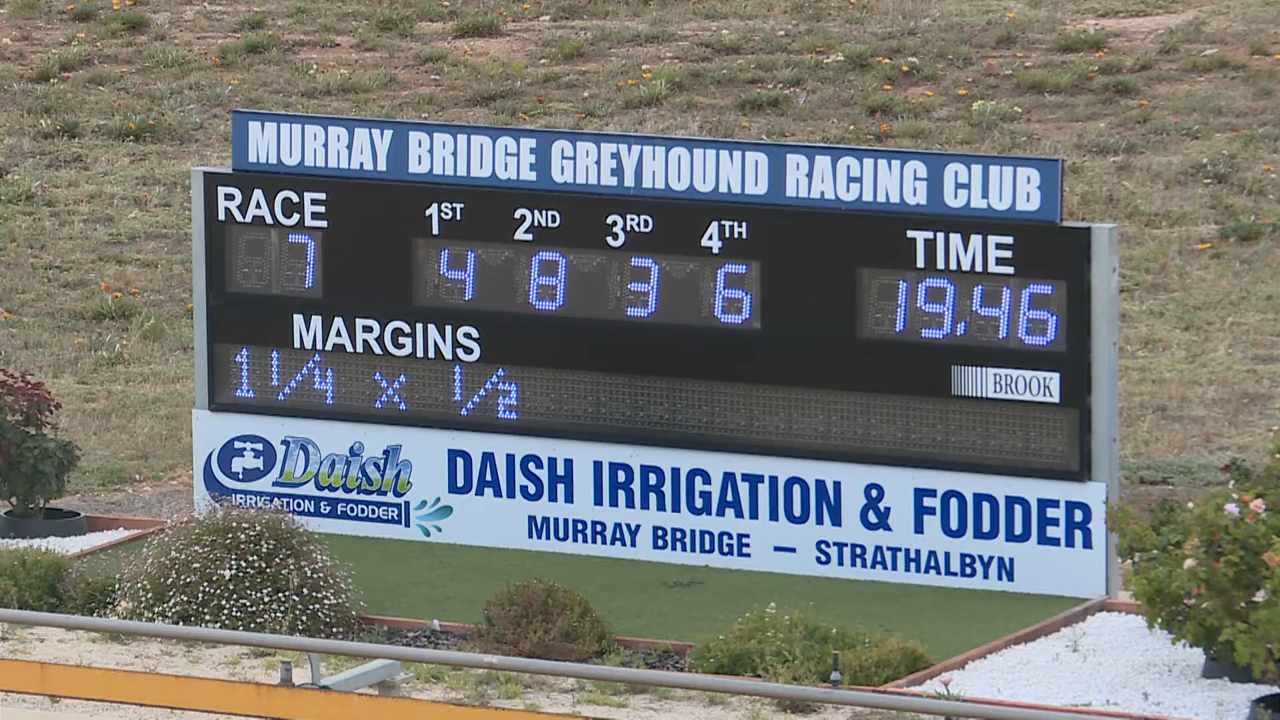 MURRAY BRIDGE GREYHOUND RACING CLUB
RACE 1ST 2ND 3RD 4TH TIME
7 4 8 3 6 19.46
MARGINS
1 1/4 X 1/2
BROOK
Daish
IRRIGATION & FODDER
DAISH IRRIGATION & FODDER
MURRAY BRIDGE – STRATHALBYN